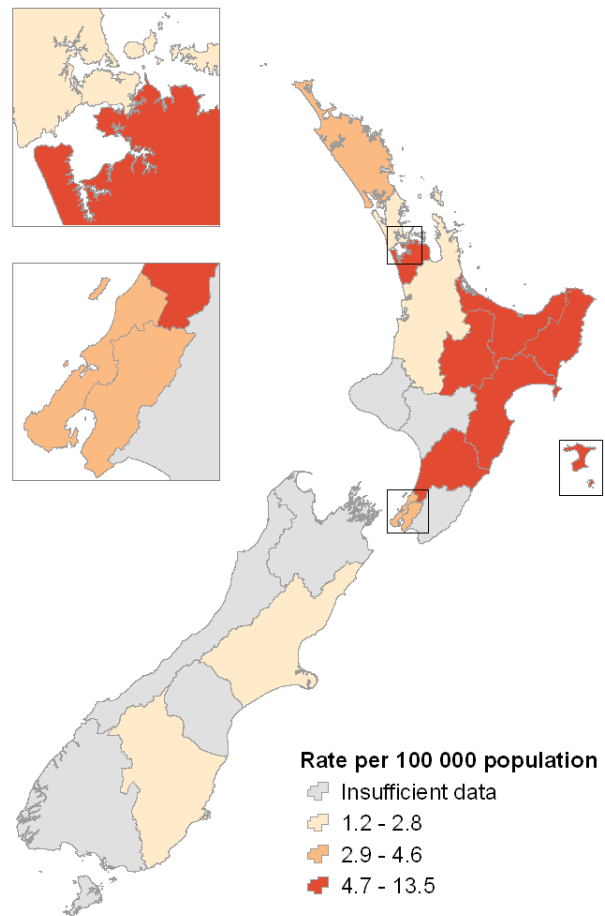 Rate per 100 000 population
Insufficient data
1.2 - 2.8
2.9 - 4.6
4.7 - 13.5